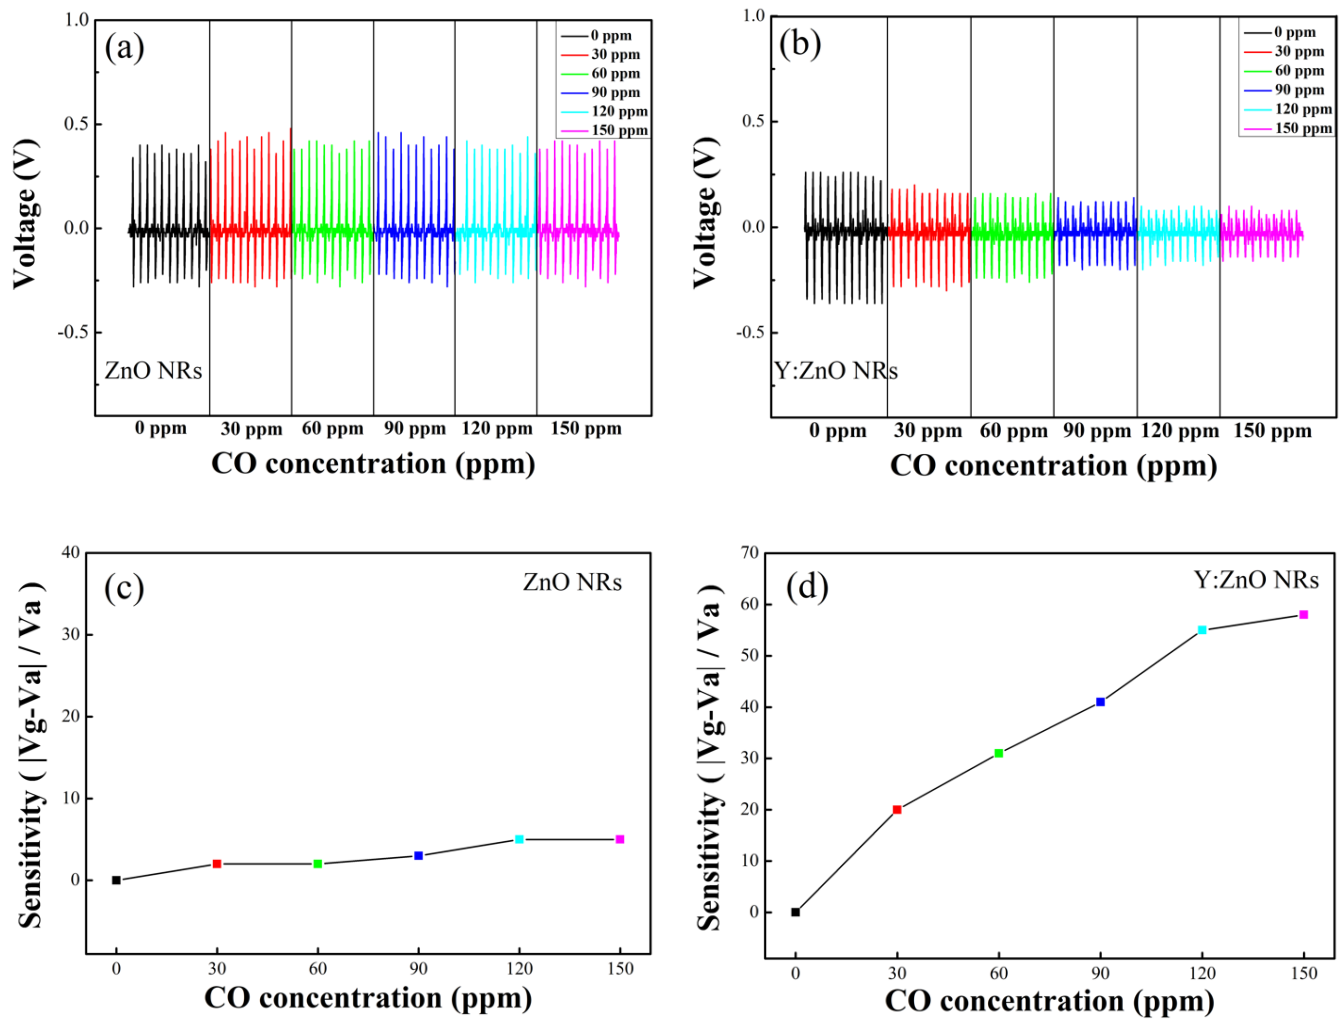 (a)
0 ppm
30 ppm
60 ppm
90 ppm
120 ppm
150 ppm
1.0
0.5
0.0
-0.5
Voltage (V)
ZnO NRs
0 ppm 30 ppm 60 ppm 90 ppm 120 ppm 150 ppm
CO concentration (ppm)
(b)
0 ppm
30 ppm
60 ppm
90 ppm
120 ppm
150 ppm
1.0
0.5
0.0
-0.5
Voltage (V)
Y:ZnO NRs
0 ppm 30 ppm 60 ppm 90 ppm 120 ppm 150 ppm
CO concentration (ppm)
(c)
ZnO NRs
40
30
20
10
0
Sensitivity ( |Vg-Va| / Va )
0 30 60 90 120 150
CO concentration (ppm)
(d)
Y:ZnO NRs
70
60
50
40
30
20
10
0
Sensitivity ( |Vg-Va| / Va )
0 30 60 90 120 150
CO concentration (ppm)